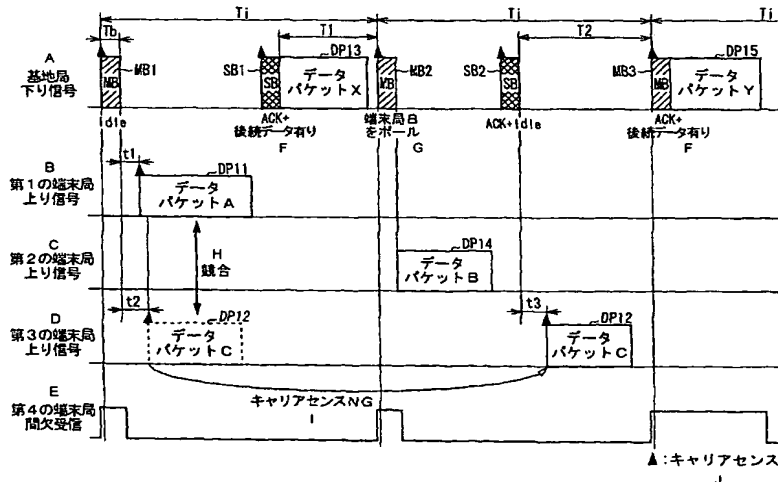 Ti
Ti
Tb
T1
T2
A
基地局
下り信号
MB
MB1
SB1
SB
DP13
データ
パケットX
MB
MB2
SB2
SB
MB3
MB
DP15
データ
パケットY
idle
ACK+
後続データ有り
F
端末局B
をポール
G
ACK+idle
ACK+
後続データ有り
F
B
第1の端末局
上り信号
t1
DP11
データ
パケットA
C
第2の端末局
上り信号
H
競合
DP14
データ
パケットB
D
第3の端末局
上り信号
t2
DP12
データ
パケットC
t3
DP12
データ
パケットC
E
第4の端末局
間欠受信
キャリアセンスNG
I
▲:キャリアセンス
J